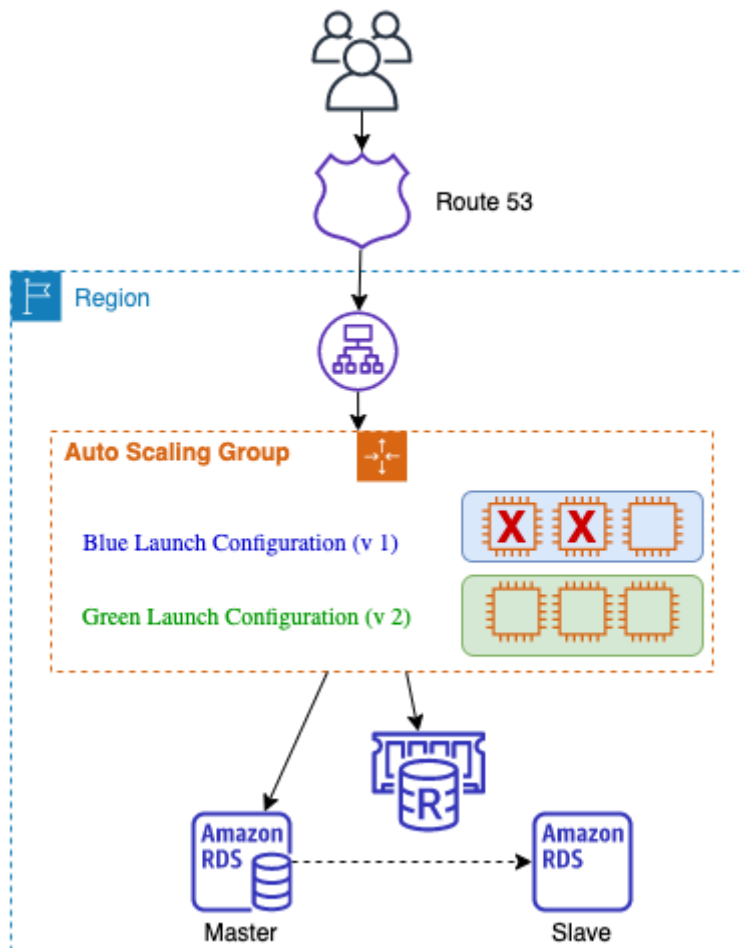 Route 53
Region
Auto Scaling Group
Blue Launch Configuration (v 1)
X X
Green Launch Configuration (v 2)
R
Amazon
RDS
Amazon
RDS
Master
Slave